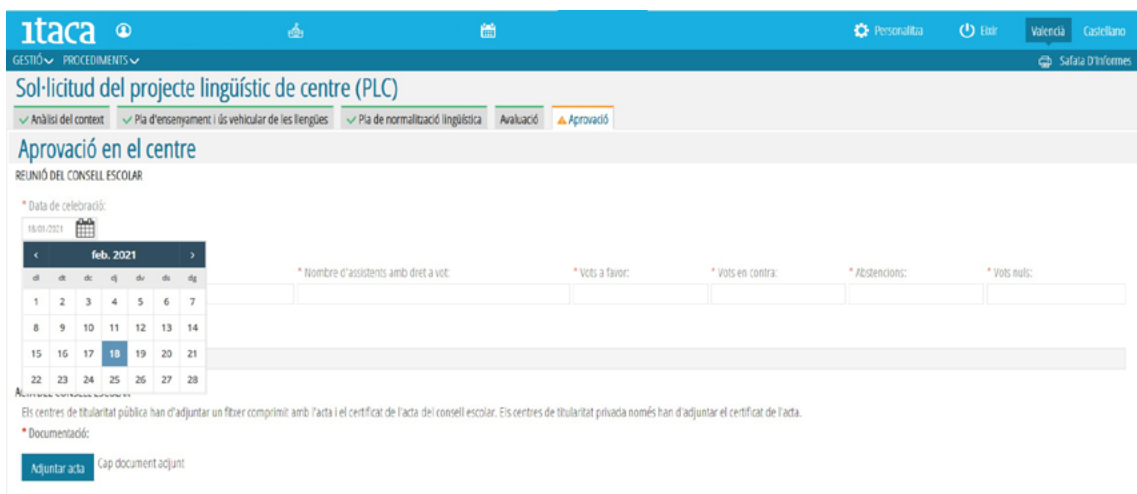 ıtaca
Personalitza Eixir Valencià Castellano
GESTIÓ PROCEDIMENTS Safata D'Informes
Sol·licitud del projecte lingüístic de centre (PLC)
Anàlisi del context Pla d'ensenyament i ús vehicular de les llengües Pla de normalització lingüística Avaluació Aprovació
Aprovació en el centre
REUNIÓ DEL CONSELL ESCOLAR
* Data de celebració:
18/01/2021
‹ feb. 2021 ›
dl dt dc dj dv ds dg
* Nombre d'assistents amb dret a vot: * Vots a favor: * Vots en contra: * Abstencions: * Vots nuls:
1 2 3 4 5 6 7
8 9 10 11 12 13 14
15 16 17 18 19 20 21
22 23 24 25 26 27 28
Els centres de titularitat pública han d'adjuntar un fitxer comprimit amb l'acta i el certificat de l'acta del consell escolar. Els centres de titularitat privada només han d'adjuntar el certificat de l'acta.
* Documentació:
Adjuntar acta Cap document adjunt